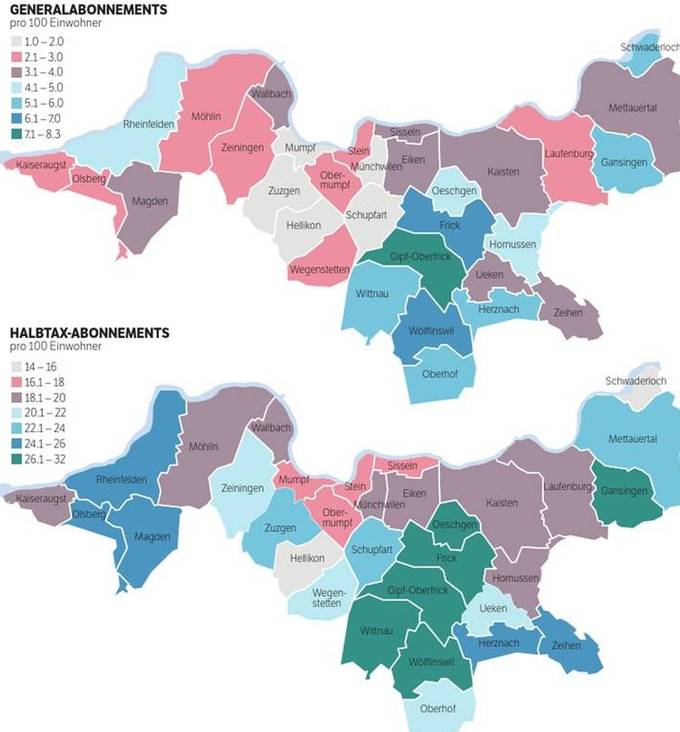 GENERALABONNEMENTS
pro 100 Einwohner
1.0 – 2.0
2.1 – 3.0
3.1 – 4.0
4.1 – 5.0
5.1 – 6.0
6.1 – 7.0
7.1 – 8.3
Schwaderloch
Wallbach
Mettauertal
Möhlin
Rheinfelden
Sisseln
Mumpf
Stein
Zeiningen
Laufenburg
Eiken
Gansingen
Kaiseraugst
Münchwilen
Kaisten
Olsberg
Ober-
mumpf
Zuzgen
Oeschgen
Magden
Schupfart
Hellikon
Frick
Hornussen
Gipf-Oberfrick
Wegenstetten
Ueken
Wittnau
Herznach
Zeihen
Wölflinswil
Oberhof
HALBTAX-ABONNEMENTS
pro 100 Einwohner
14 – 16
16.1 – 18
18.1 – 20
20.1 – 22
22.1 – 24
24.1 – 26
26.1 – 32
Schwaderloch
Wallbach
Mettauertal
Möhlin
Sisseln
Rheinfelden
Mumpf
Stein
Zeiningen
Laufenburg
Gansingen
Eiken
Kaiseraugst
Münchwilen
Kaisten
Olsberg
Ober-
mumpf
Zuzgen
Oeschgen
Magden
Schupfart
Hellikon
Frick
Hornussen
Gipf-Oberfrick
Wegen-
stetten
Ueken
Wittnau
Herznach
Zeihen
Wölflinswil
Oberhof